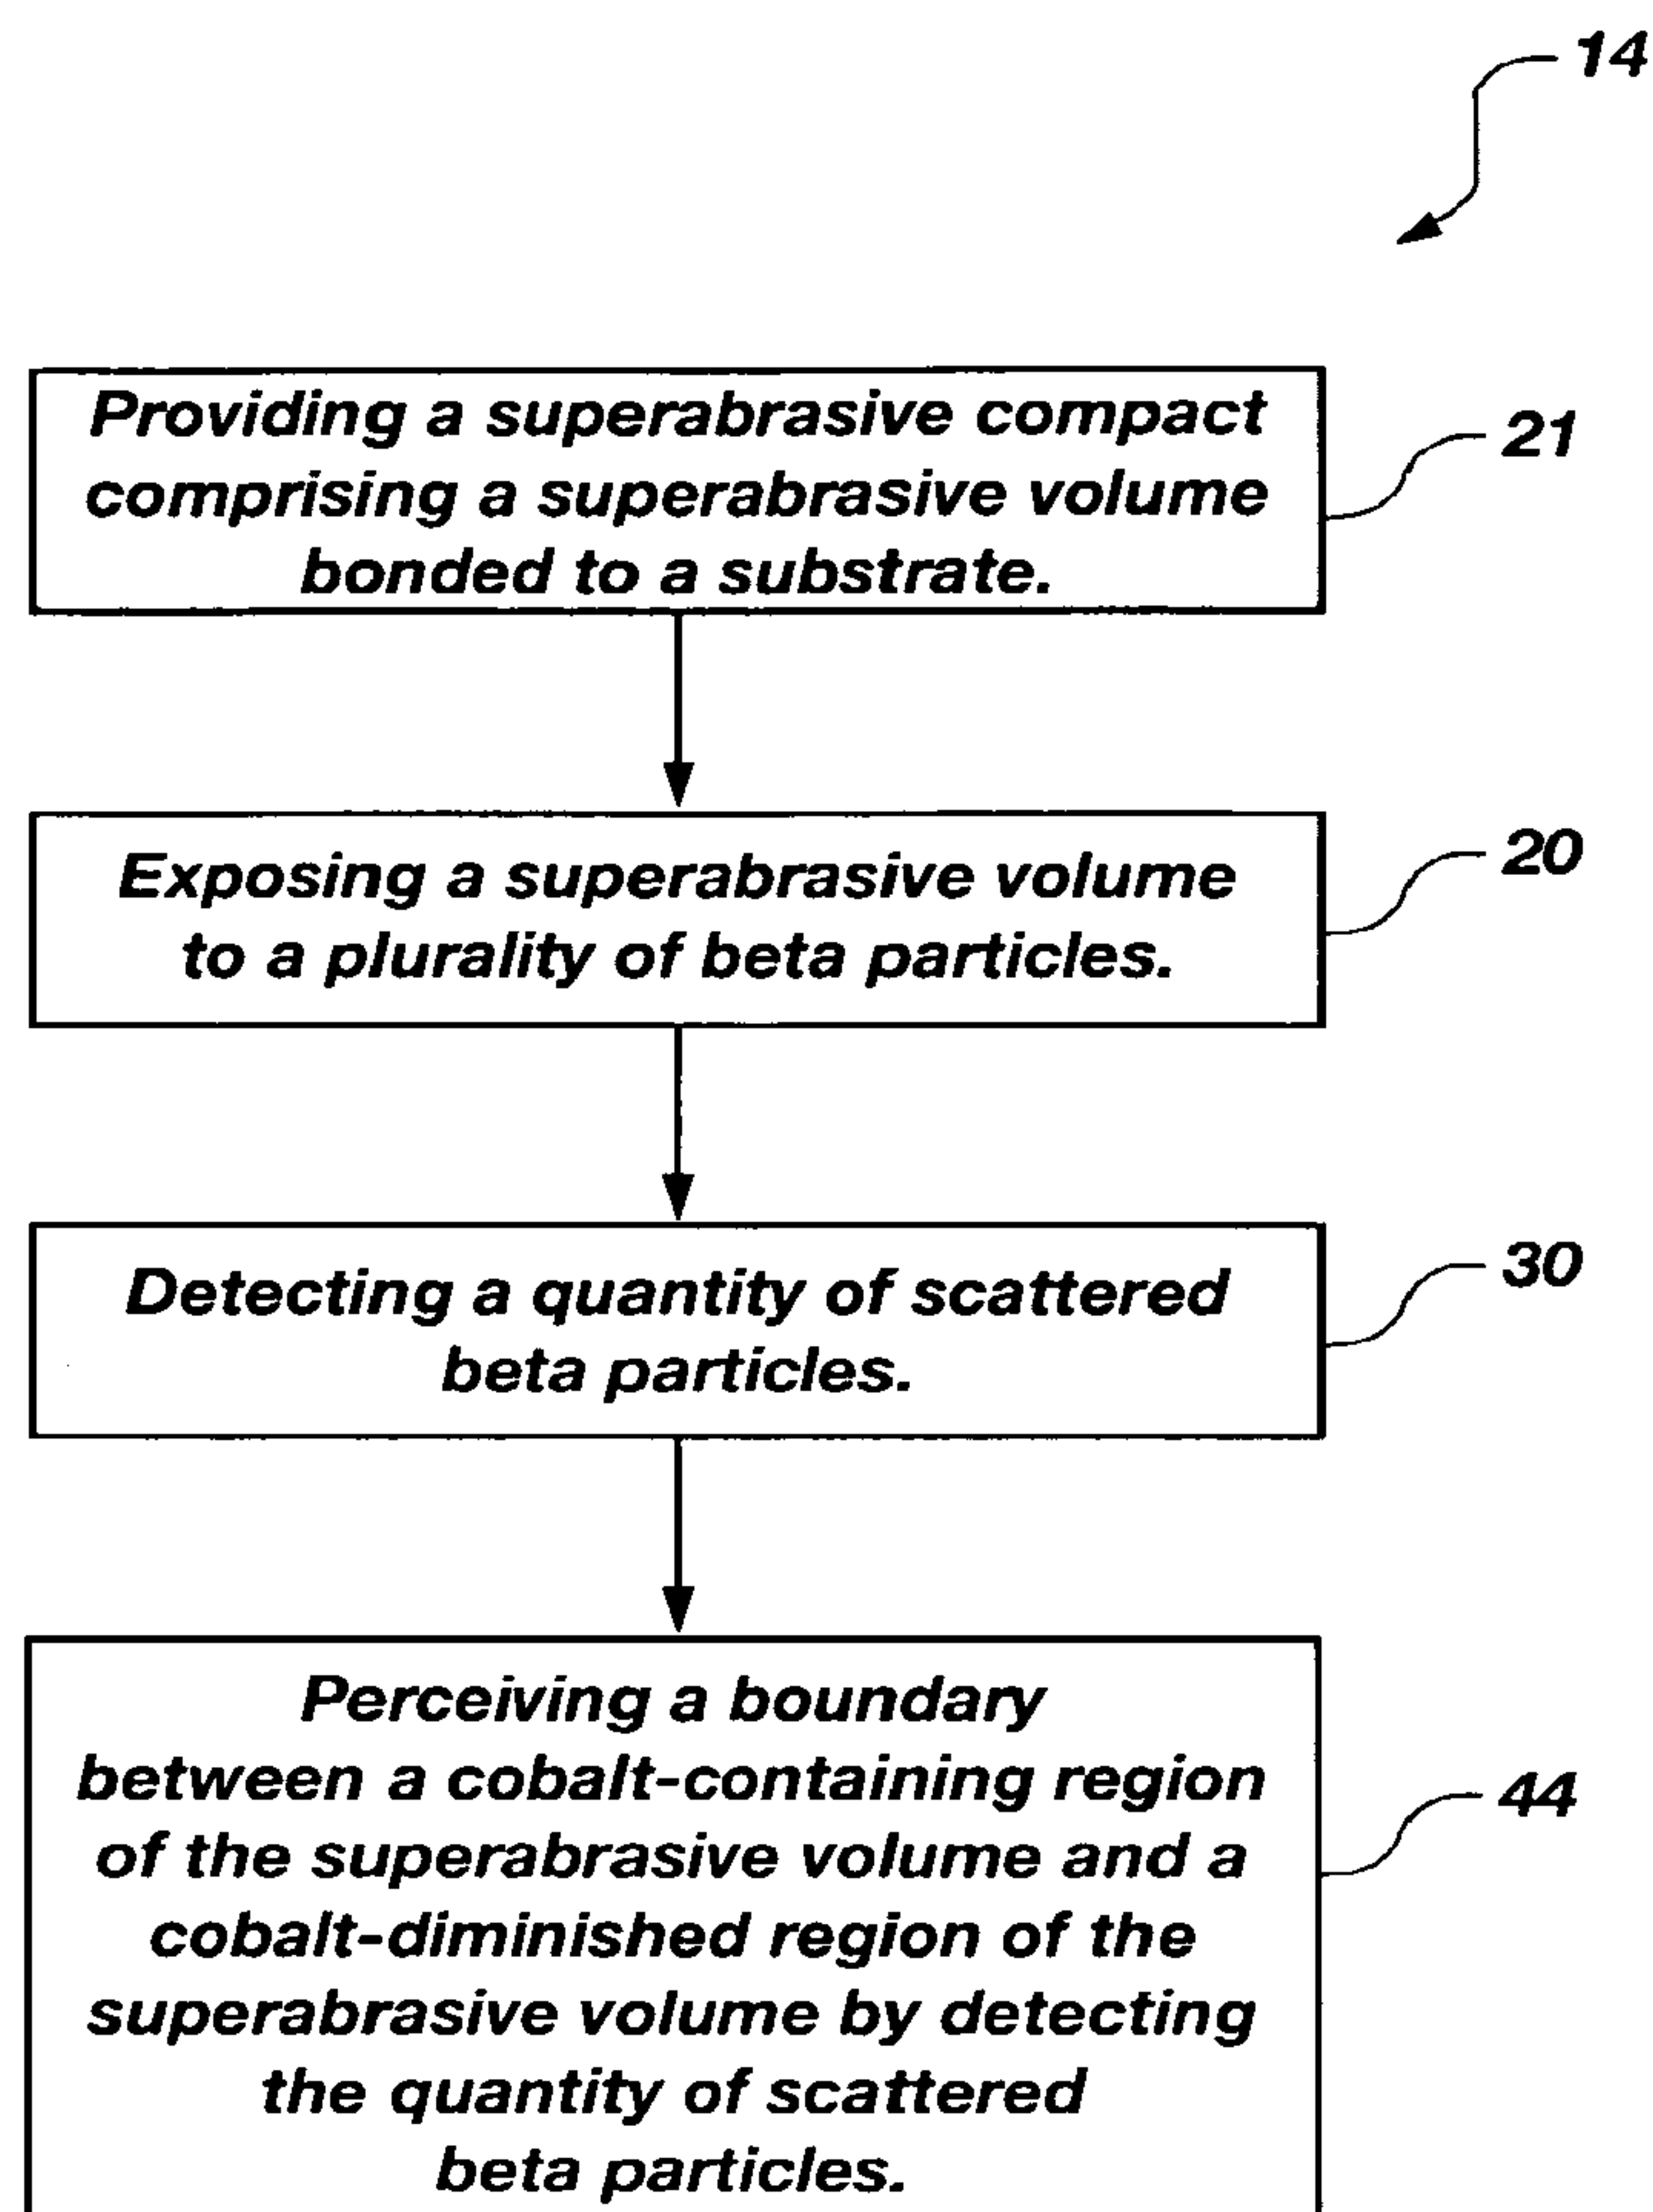 14
Providing a superabrasive compact
comprising a superabrasive volume
bonded to a substrate.
21
Exposing a superabrasive volume
to a plurality of beta particles.
20
Detecting a quantity of scattered
beta particles.
30
Perceiving a boundary
between a cobalt-containing region
of the superabrasive volume and a
cobalt-diminished region of the
superabrasive volume by detecting
the quantity of scattered
beta particles.
44